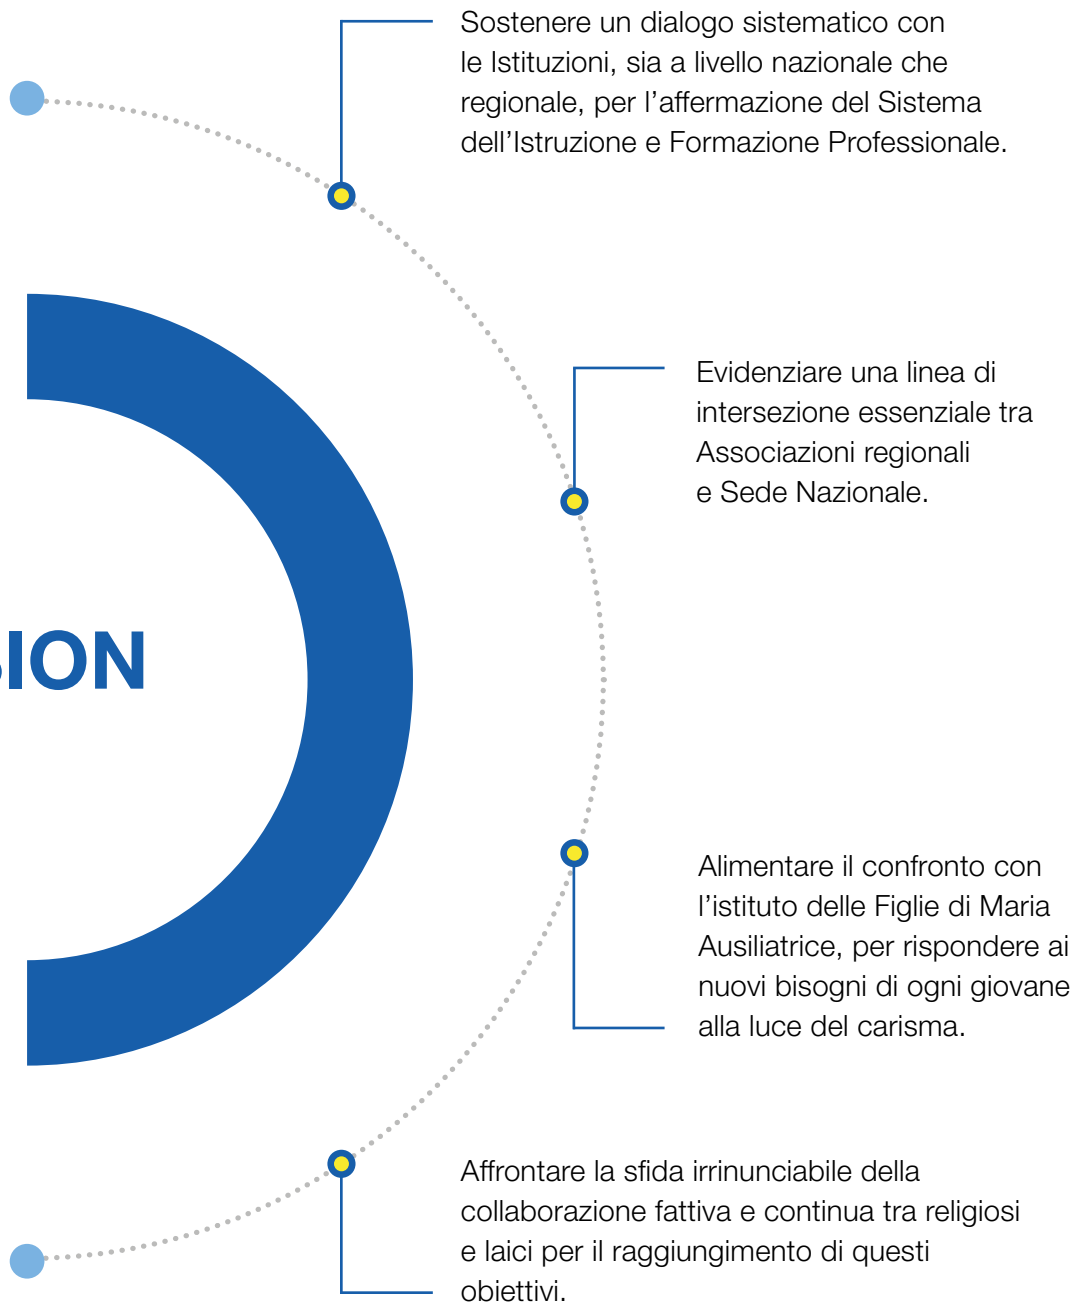 Sostenere un dialogo sistematico con
le Istituzioni, sia a livello nazionale che
regionale, per l’affermazione del Sistema
dell’Istruzione e Formazione Professionale.
Evidenziare una linea di
intersezione essenziale tra
Associazioni regionali
e Sede Nazionale.
SION
Alimentare il confronto con
l’istituto delle Figlie di Maria
Ausiliatrice, per rispondere ai
nuovi bisogni di ogni giovane
alla luce del carisma.
Affrontare la sfida irrinunciabile della
collaborazione fattiva e continua tra religiosi
e laici per il raggiungimento di questi
obiettivi.